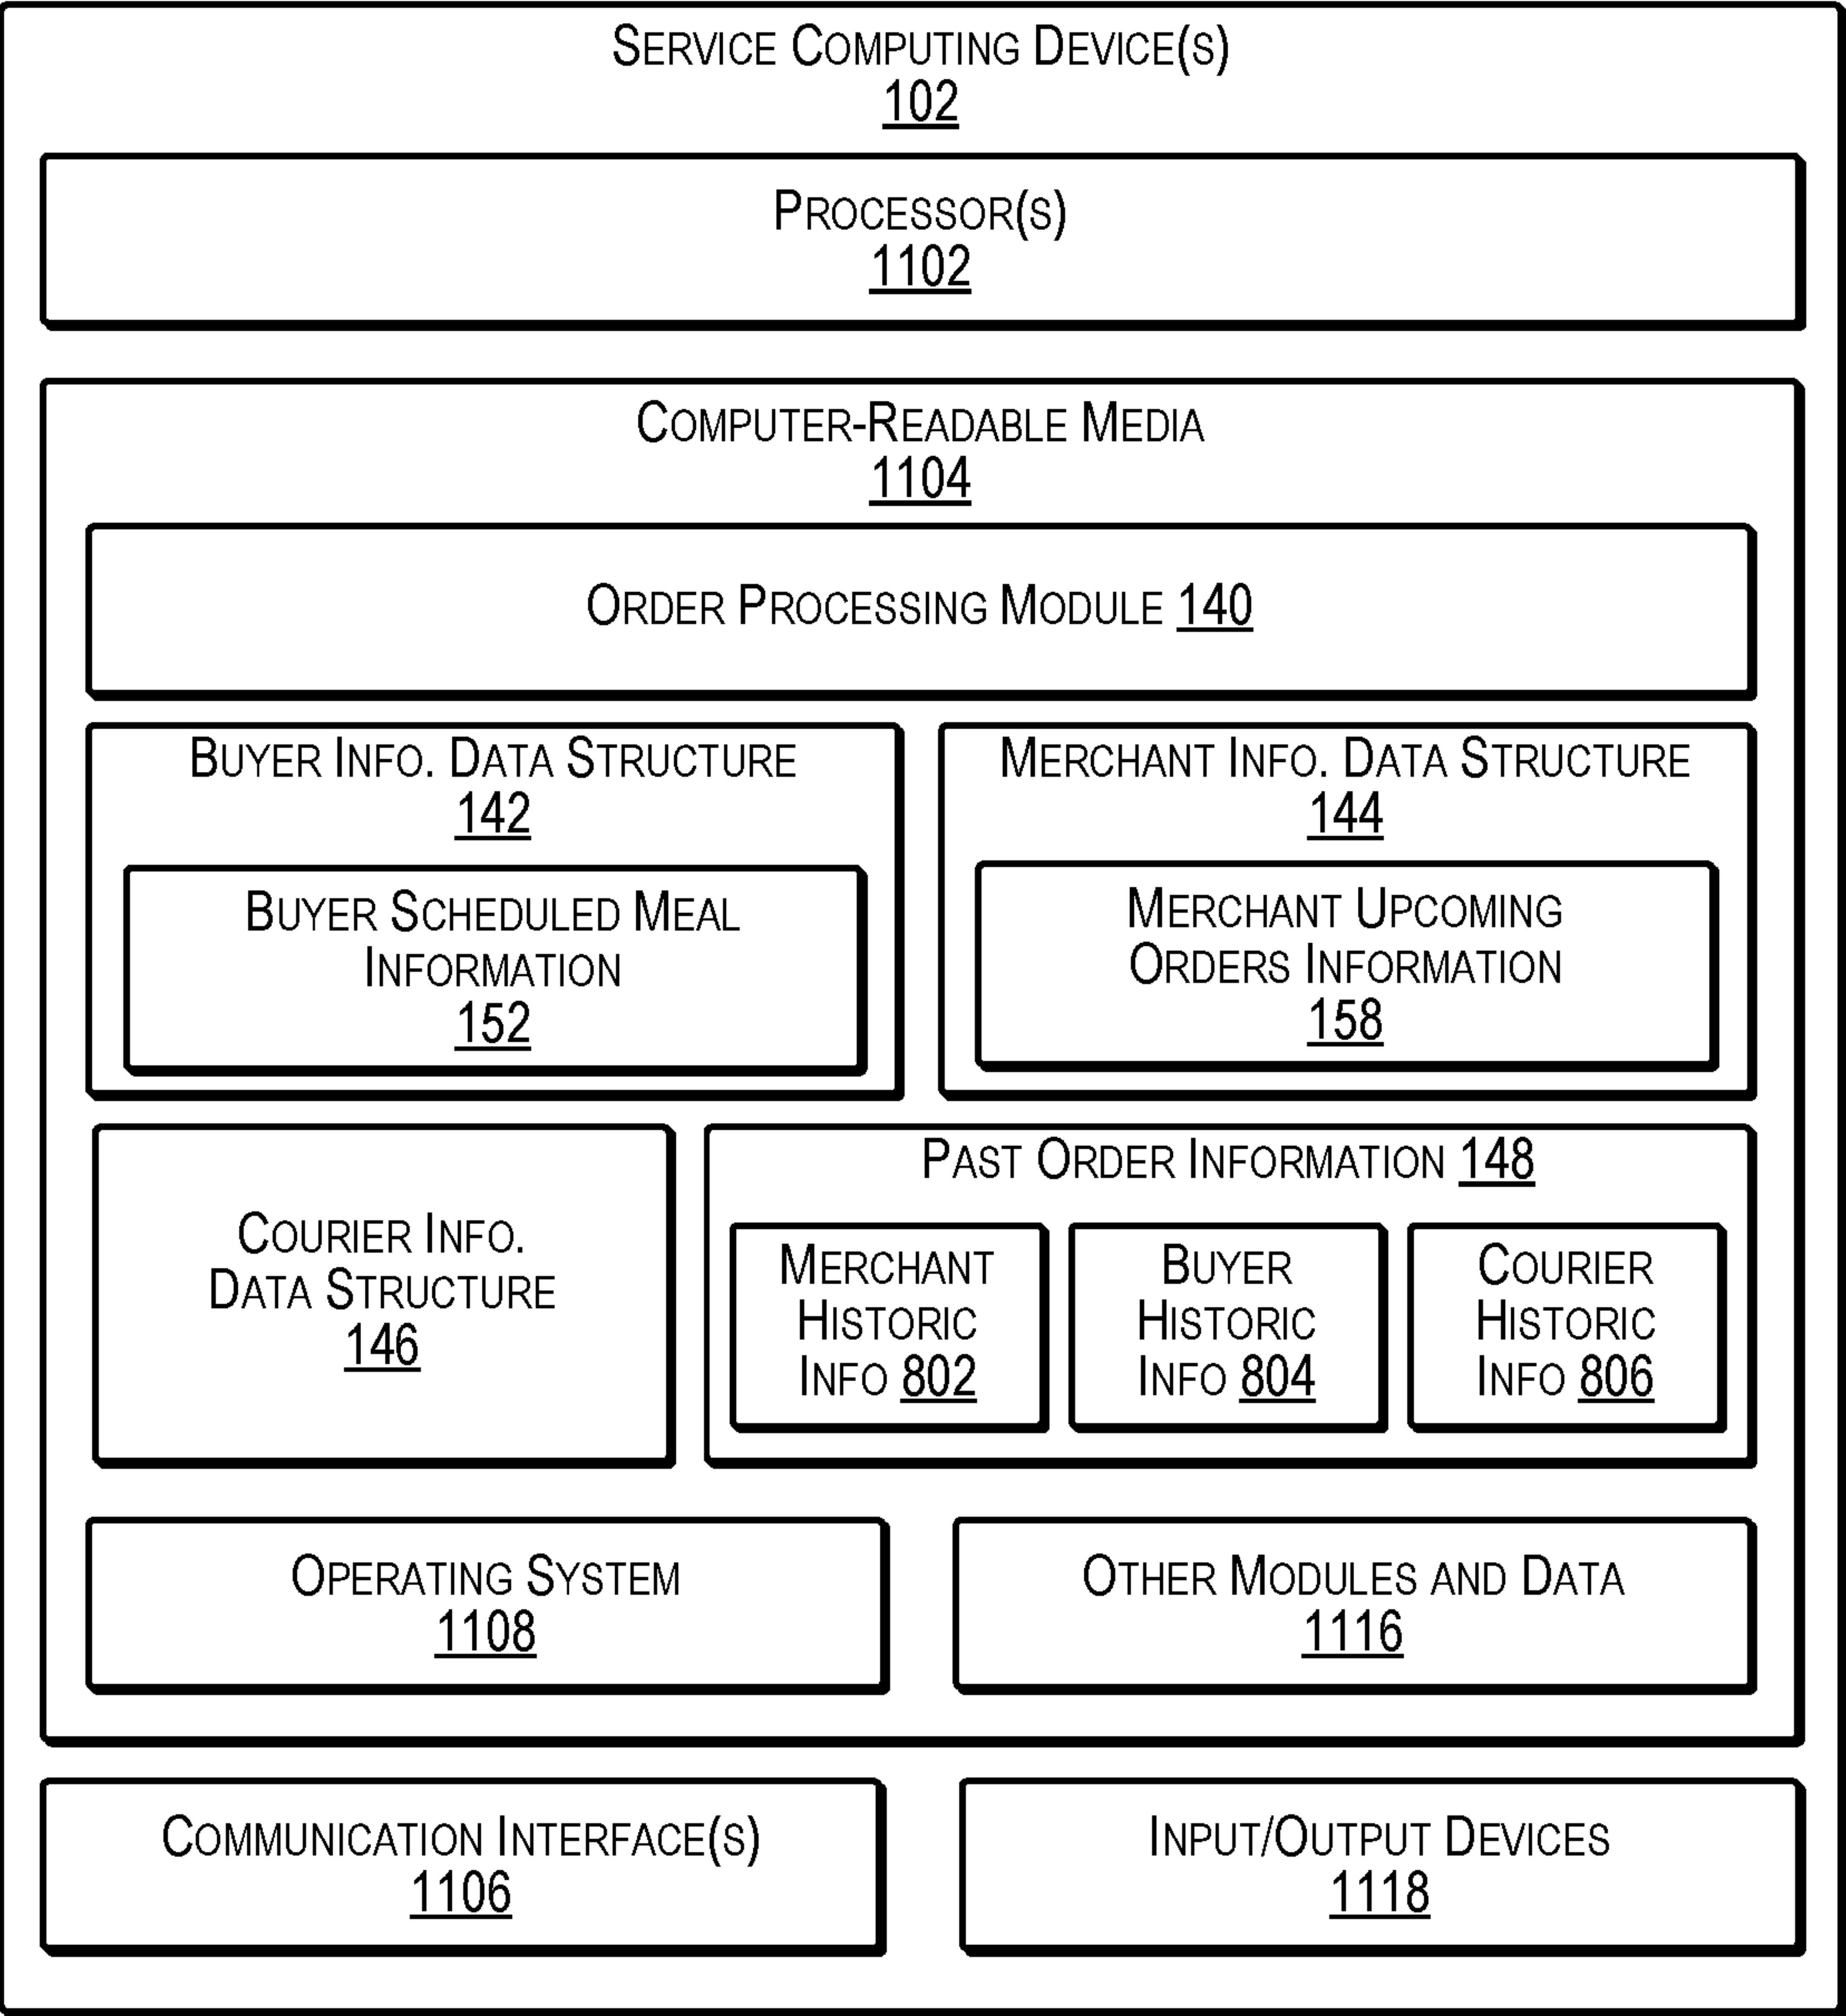 SERVICE COMPUTING DEVICE(S)
102
PROCESSOR(S)
1102
COMPUTER-READABLE MEDIA
1104
ORDER PROCESSING MODULE 140
BUYER INFO. DATA STRUCTURE
142
BUYER SCHEDULED MEAL
INFORMATION
152
MERCHANT INFO. DATA STRUCTURE
144
MERCHANT UPCOMING
ORDERS INFORMATION
158
COURIER INFO.
DATA STRUCTURE
146
PAST ORDER INFORMATION 148
MERCHANT
HISTORIC
INFO 802
BUYER
HISTORIC
INFO 804
COURIER
HISTORIC
INFO 806
OPERATING SYSTEM
1108
OTHER MODULES AND DATA
1116
COMMUNICATION INTERFACE(S)
1106
INPUT/OUTPUT DEVICES
1118